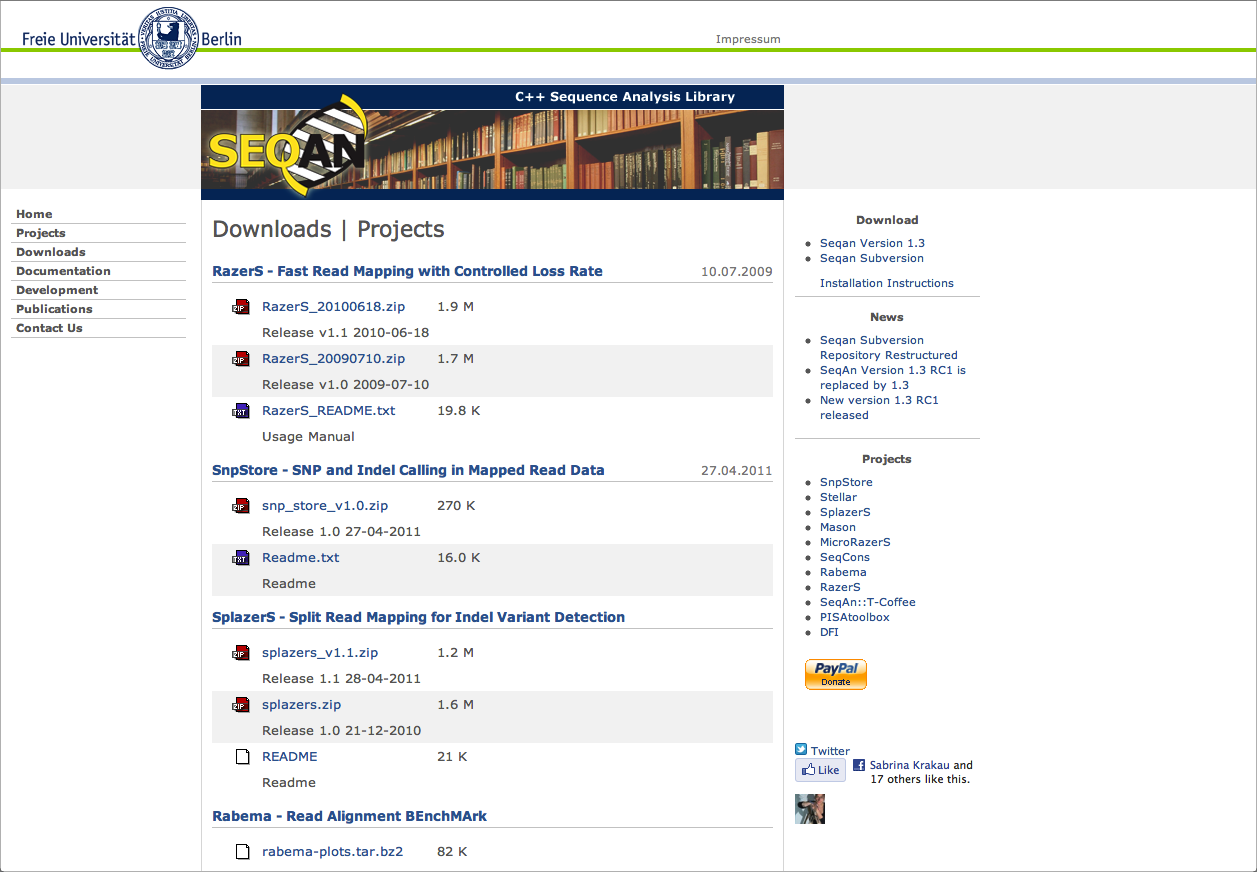 Freie Universität Berlin
Impressum
C++ Sequence Analysis Library
SEQAN
Home
Projects
Downloads
Documentation
Development
Publications
Contact Us
Downloads | Projects
RazerS - Fast Read Mapping with Controlled Loss Rate 10.07.2009
ZIP RazerS_20100618.zip 1.9 M
Release v1.1 2010-06-18
ZIP RazerS_20090710.zip 1.7 M
Release v1.0 2009-07-10
TXT RazerS_README.txt 19.8 K
Usage Manual
SnpStore - SNP and Indel Calling in Mapped Read Data 27.04.2011
ZIP snp_store_v1.0.zip 270 K
Release 1.0 27-04-2011
TXT Readme.txt 16.0 K
Readme
SplazerS - Split Read Mapping for Indel Variant Detection
ZIP splazers_v1.1.zip 1.2 M
Release 1.1 28-04-2011
ZIP splazers.zip 1.6 M
Release 1.0 21-12-2010
README 21 K
Readme
Rabema - Read Alignment BEnchMArk
rabema-plots.tar.bz2 82 K
Download
Seqan Version 1.3
Seqan Subversion
Installation Instructions
News
Seqan Subversion
Repository Restructured
SeqAn Version 1.3 RC1 is
replaced by 1.3
New version 1.3 RC1
released
Projects
SnpStore
Stellar
SplazerS
Mason
MicroRazerS
SeqCons
Rabema
RazerS
SeqAn::T-Coffee
PISAtoolbox
DFI
PayPal
Donate
Twitter
Like Sabrina Krakau and
17 others like this.